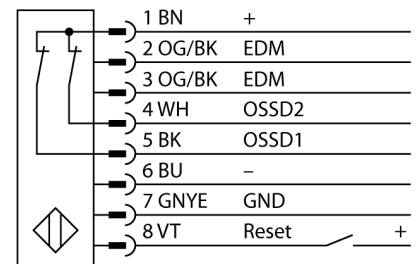 1 BN +
2 OG/BK EDM
3 OG/BK EDM
4 WH OSSD2
5 BK OSSD1
6 BU –
7 GNYE GND
8 VT Reset +